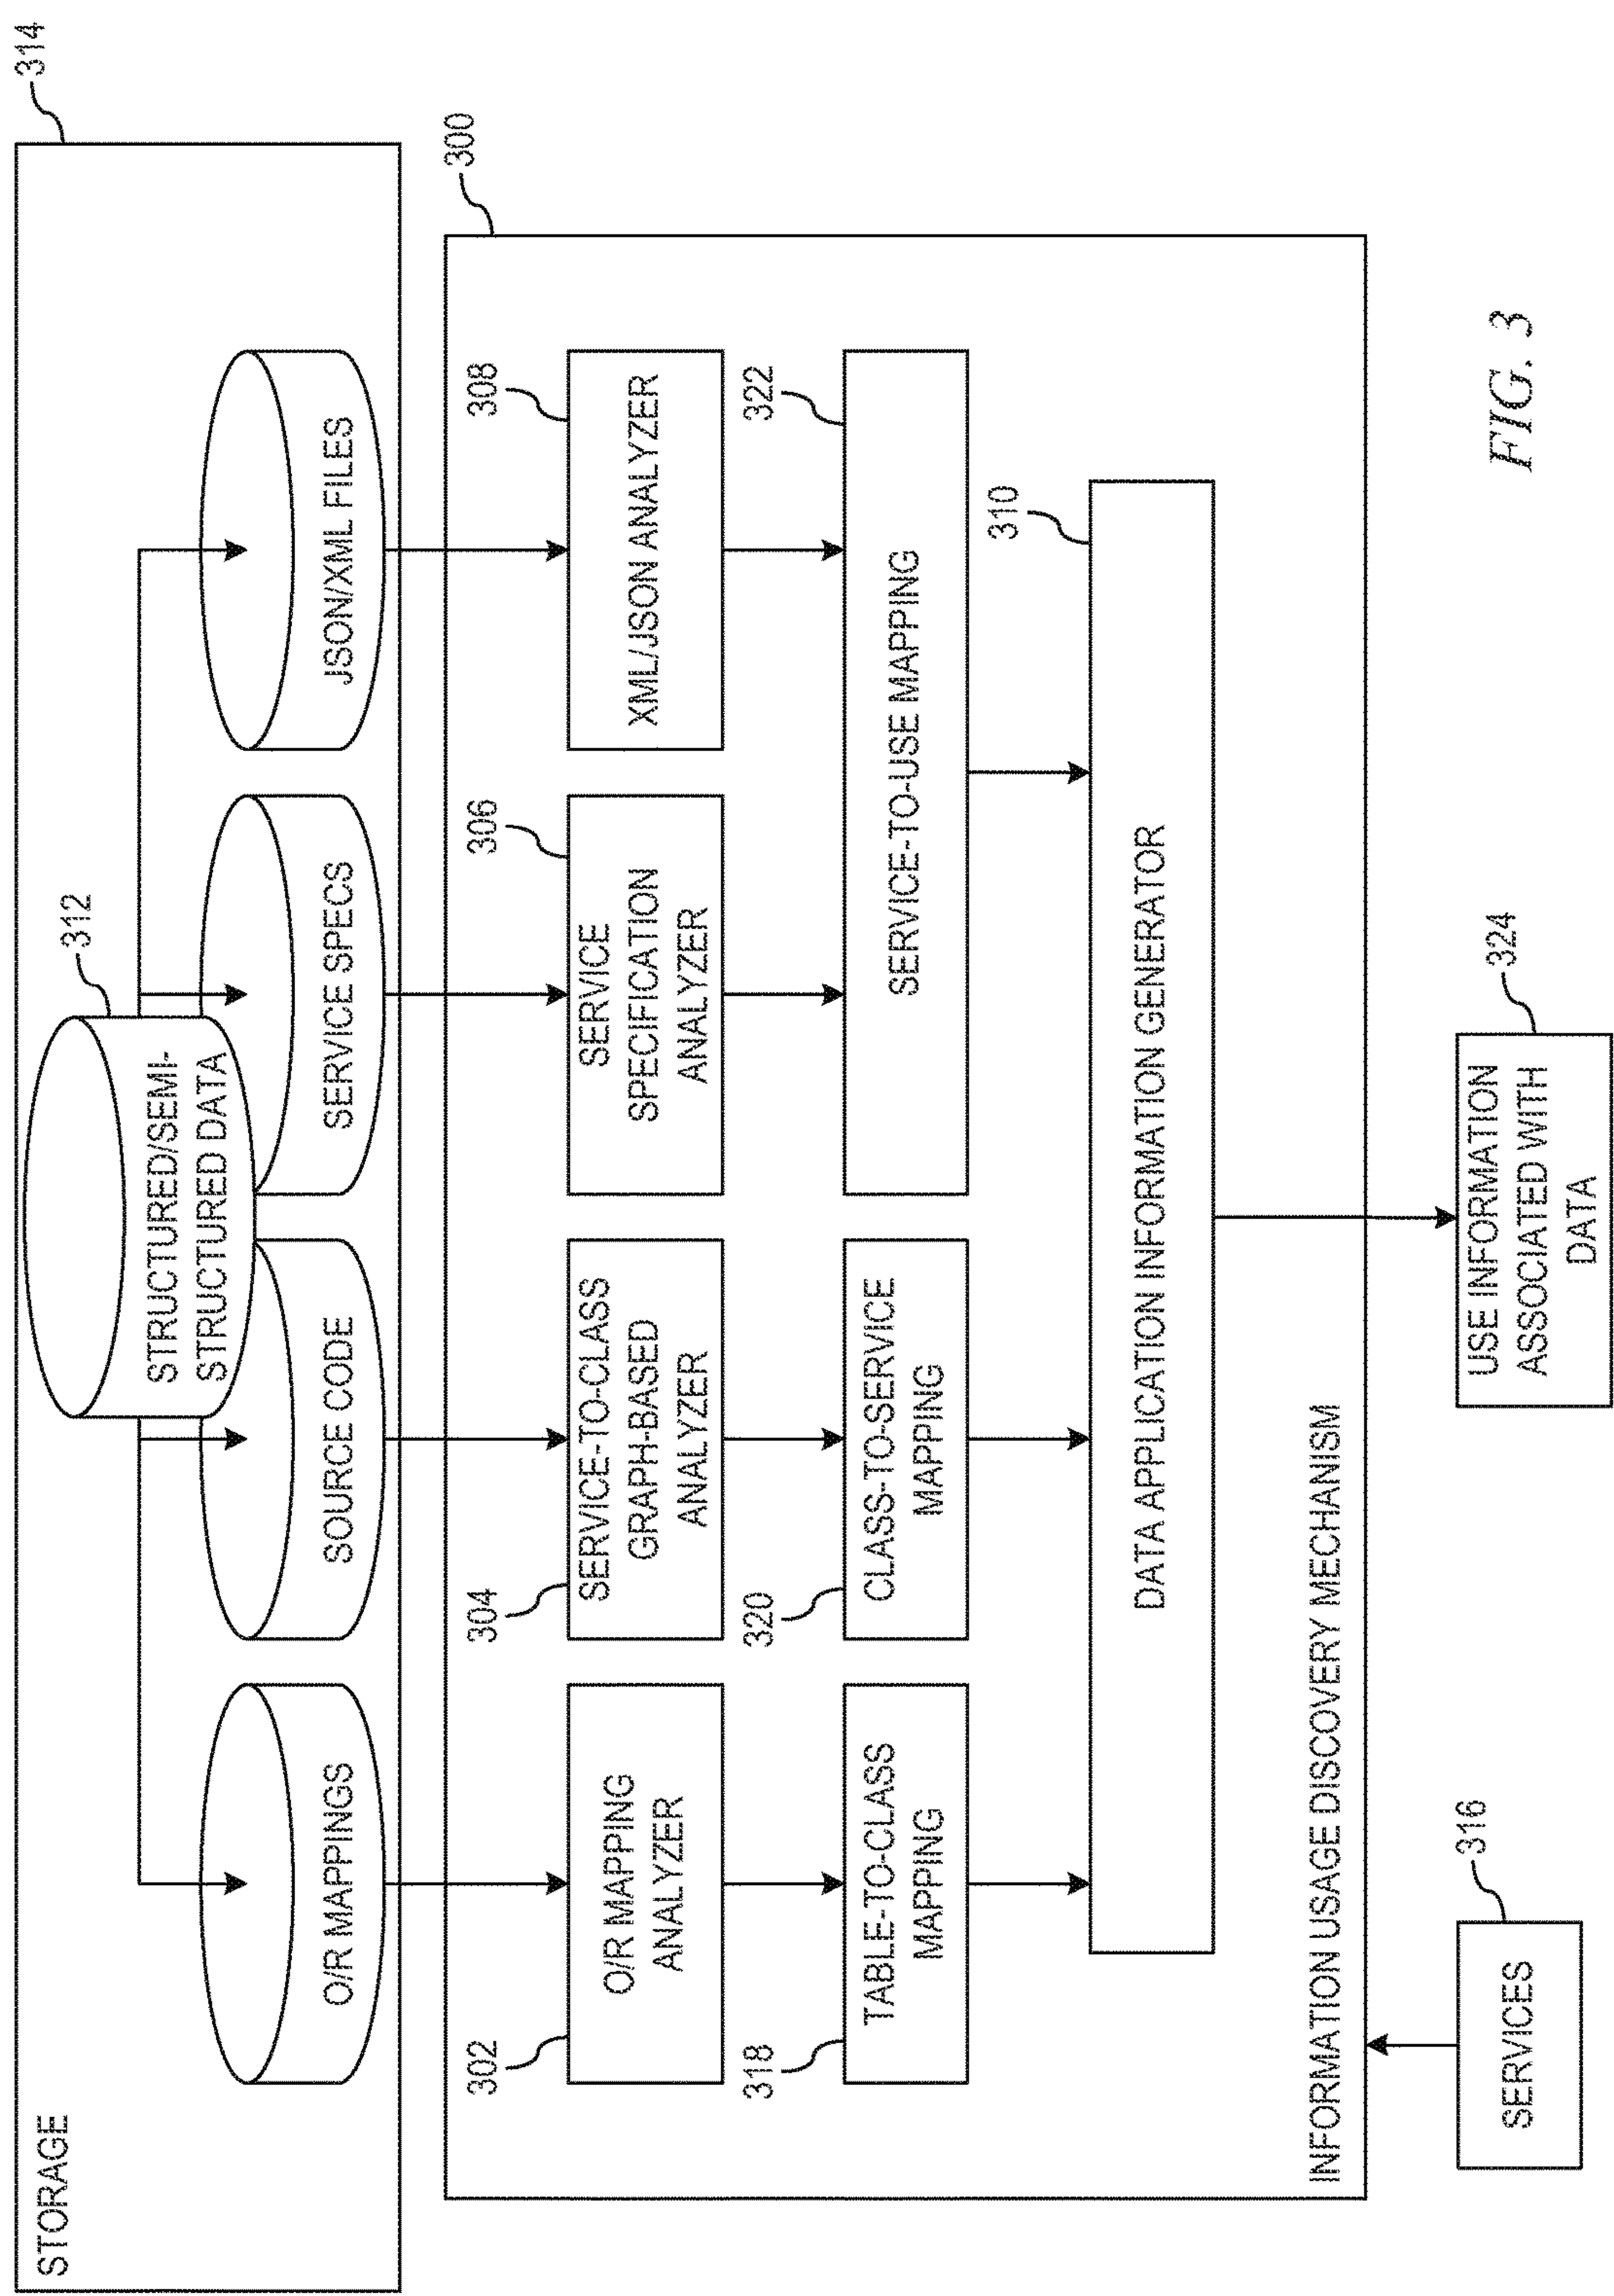 314
STORAGE
312
STRUCTURED/SEMI-
STRUCTURED DATA
O/R MAPPINGS
SOURCE CODE
SERVICE SPECS
JSON/XML FILES
300
302
O/R MAPPING
ANALYZER
304
SERVICE-TO-CLASS
GRAPH-BASED
ANALYZER
306
SERVICE
SPECIFICATION
ANALYZER
308
XML/JSON ANALYZER
318
TABLE-TO-CLASS
MAPPING
320
CLASS-TO-SERVICE
MAPPING
322
SERVICE-TO-USE MAPPING
310
DATA APPLICATION INFORMATION GENERATOR
INFORMATION USAGE DISCOVERY MECHANISM
316
SERVICES
324
USE INFORMATION
ASSOCIATED WITH
DATA
FIG. 3